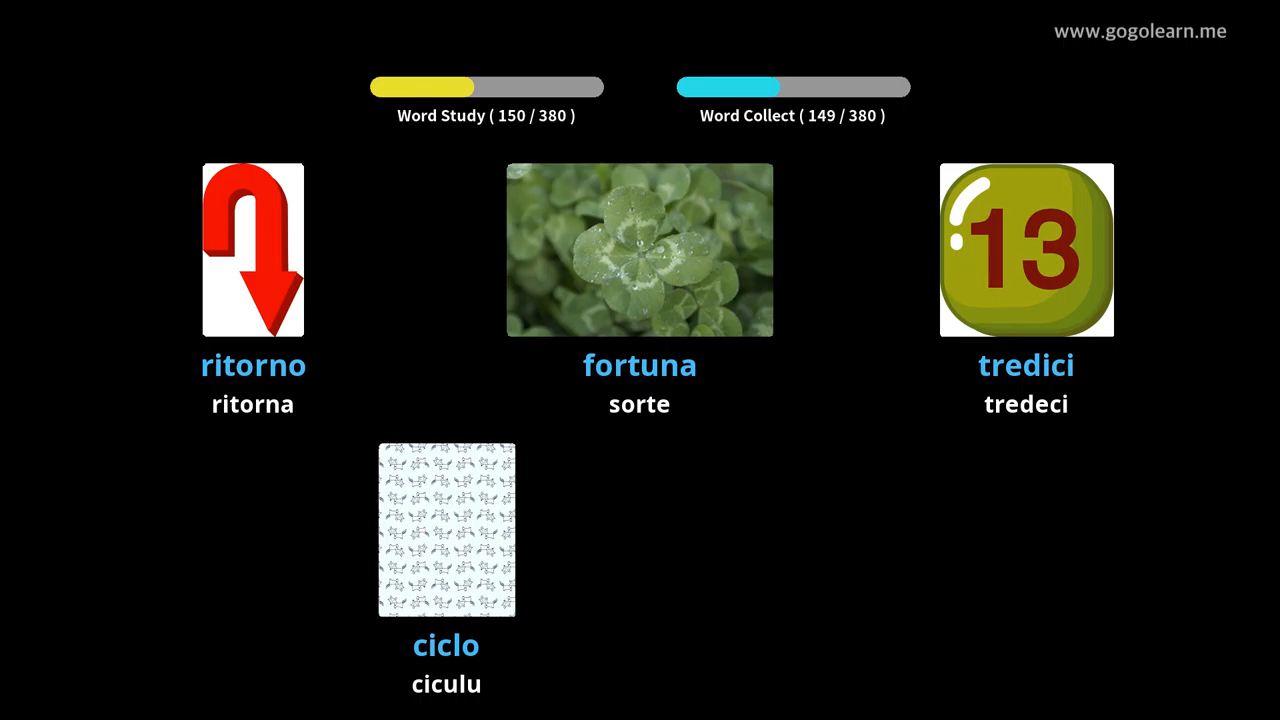 www.gogolearn.me
Word Study ( 150 / 380 )
Word Collect ( 149 / 380 )
13
ritorno
ritorna
fortuna
sorte
tredici
tredeci
ciclo
ciculu